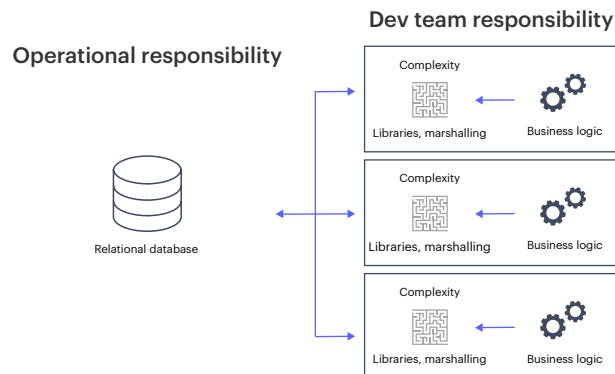 Dev team responsibility
Operational responsibility
Complexity
Libraries, marshalling
Business logic
Relational database
Complexity
Libraries, marshalling
Business logic
Complexity
Libraries, marshalling
Business logic